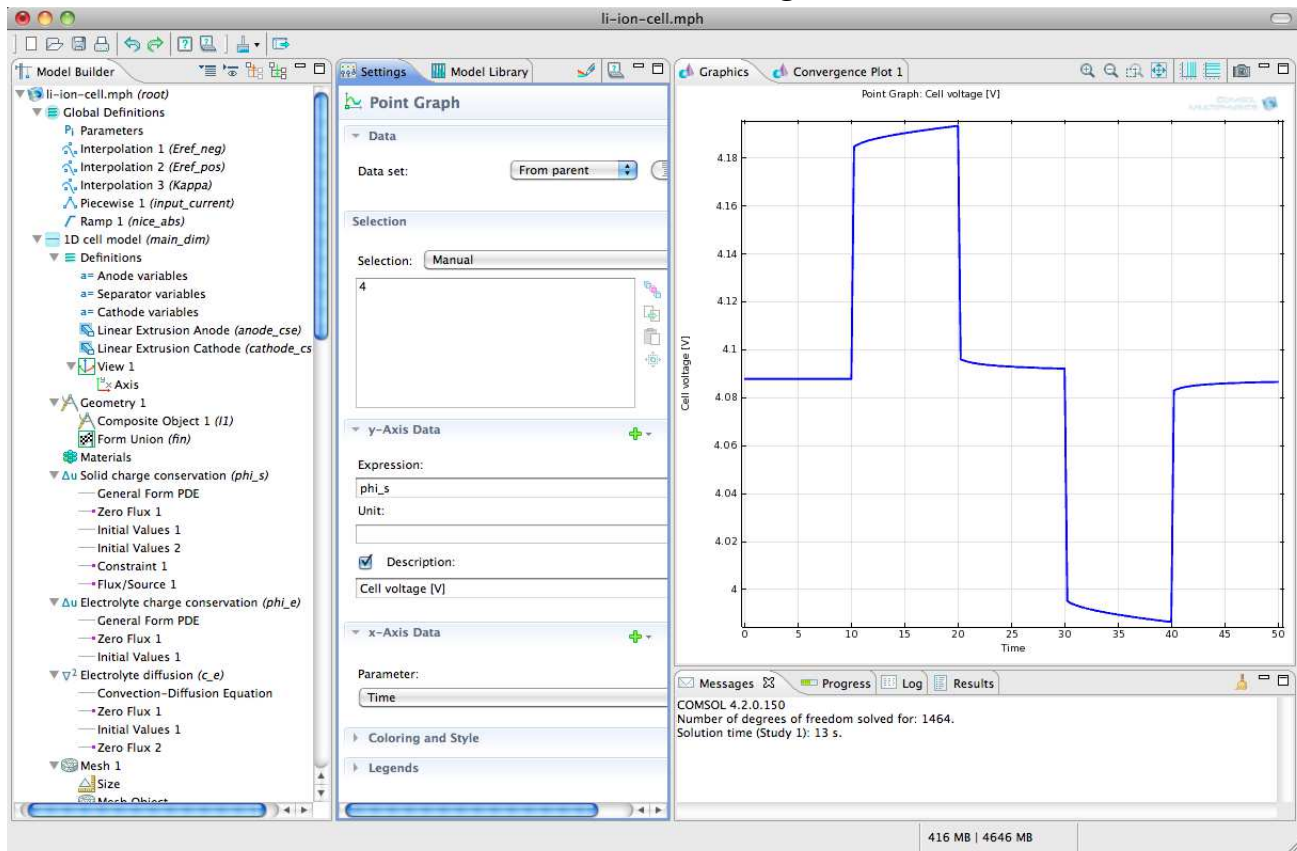 li-ion-cell.mph
Model Builder
li-ion-cell.mph (root)
Global Definitions
Pi Parameters
Interpolation 1 (Eref_neg)
Interpolation 2 (Eref_pos)
Interpolation 3 (Kappa)
Piecewise 1 (input_current)
Ramp 1 (nice_abs)
1D cell model (main_dim)
Definitions
a= Anode variables
a= Separator variables
a= Cathode variables
Linear Extrusion Anode (anode_cse)
Linear Extrusion Cathode (cathode_cs
View 1
Axis
Geometry 1
Composite Object 1 (I1)
Form Union (fin)
Materials
Δu Solid charge conservation (phi_s)
General Form PDE
Zero Flux 1
Initial Values 1
Initial Values 2
Constraint 1
Flux/Source 1
Δu Electrolyte charge conservation (phi_e)
General Form PDE
Zero Flux 1
Initial Values 1
∇² Electrolyte diffusion (c_e)
Convection-Diffusion Equation
Zero Flux 1
Initial Values 1
Zero Flux 2
Mesh 1
Size
Mesh Object
Settings
Model Library
Point Graph
Data
Data set:
From parent
Selection
Selection:
Manual
4
y-Axis Data
Expression:
phi_s
Unit:
Description:
Cell voltage [V]
x-Axis Data
Parameter:
Time
Coloring and Style
Legends
Graphics
Convergence Plot 1
Point Graph: Cell voltage [V]
COMSOL
MULTIPHYSICS
4.18
4.16
4.14
4.12
4.1
4.08
4.06
4.04
4.02
4
Cell voltage [V]
0 5 10 15 20 25 30 35 40 45 50
Time
Messages
Progress
Log
Results
COMSOL 4.2.0.150
Number of degrees of freedom solved for: 1464.
Solution time (Study 1): 13 s.
416 MB | 4646 MB